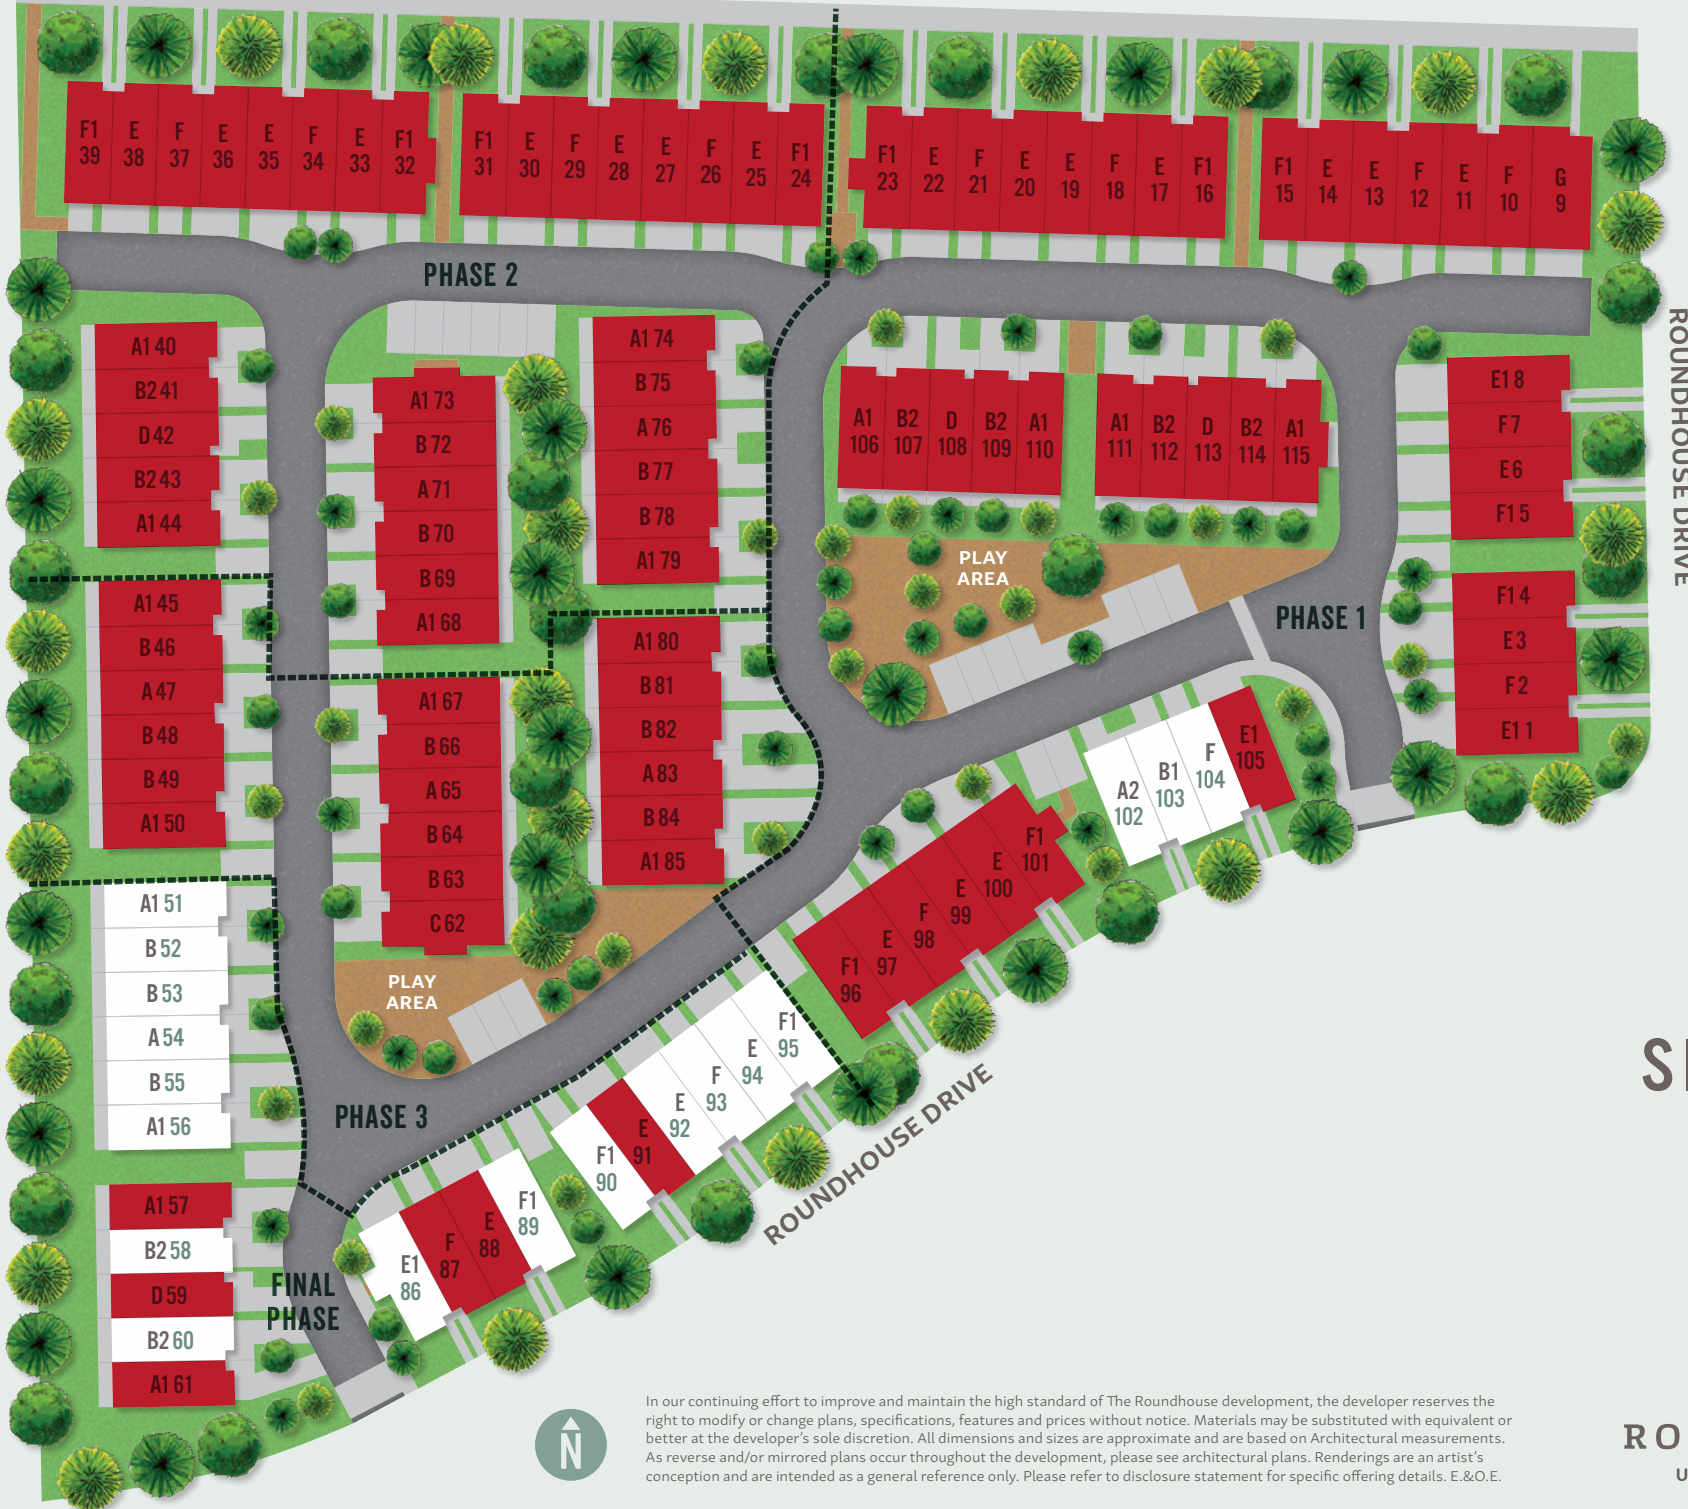 F1 39
E 38
F 37
E 36
E 35
F 34
E 33
F1 32
F1 31
E 30
F 29
E 28
E 27
F 26
E 25
F1 24
F1 23
E 22
F 21
E 20
E 19
F 18
E 17
F1 16
F1 15
E 14
E 13
F 12
E 11
F 10
G 9
PHASE 2
A1 40
B2 41
D 42
B2 43
A1 44
A1 45
B 46
A 47
B 48
B 49
A1 50
A1 51
B 52
B 53
A 54
B 55
A1 56
A1 57
B2 58
D 59
B2 60
A1 61
A1 73
B 72
A 71
B 70
B 69
A1 68
A1 67
B 66
A 65
B 64
B 63
C 62
A1 74
B 75
A 76
B 77
B 78
A1 79
A1 80
B 81
B 82
A 83
B 84
A1 85
A1 106
B2 107
D 108
B2 109
A1 110
A1 111
B2 112
D 113
B2 114
A1 115
PLAY
AREA
PHASE 1
E1 8
F 7
E 6
F1 5
F1 4
E 3
F 2
E1 1
ROUNDHOUSE DRIVE
A2 102
B1 103
F 104
E1 105
F1 96
E 97
F 98
E 99
E 100
F1 101
PLAY
AREA
PHASE 3
F1 90
E 91
E 92
F 93
E 94
F1 95
E1 86
F 87
E 88
F1 89
FINAL
PHASE
ROUNDHOUSE DRIVE
S
N
In our continuing effort to improve and maintain the high standard of The Roundhouse development, the developer reserves the
right to modify or change plans, specifications, features and prices without notice. Materials may be substituted with equivalent or
better at the developer's sole discretion. All dimensions and sizes are approximate and are based on Architectural measurements.
As reverse and/or mirrored plans occur throughout the development, please see architectural plans. Renderings are an artist's
conception and are intended as a general reference only. Please refer to disclosure statement for specific offering details. E.&O.E.
RO
U